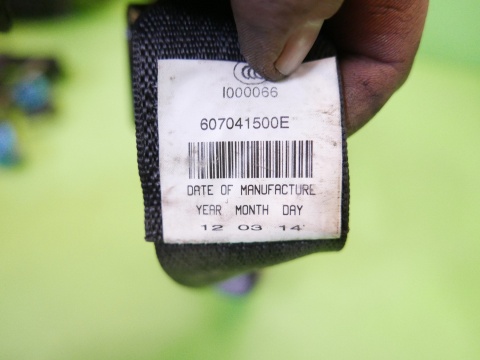 I000066
607041500E
DATE OF MANUFACTURE
YEAR MONTH DAY
12 03 14